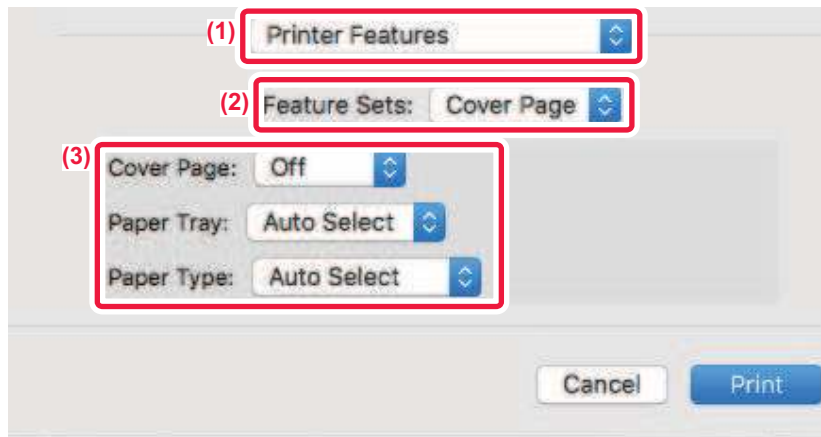 (1) Printer Features
(2) Feature Sets: Cover Page
(3) Cover Page: Off
Paper Tray: Auto Select
Paper Type: Auto Select
Cancel Print